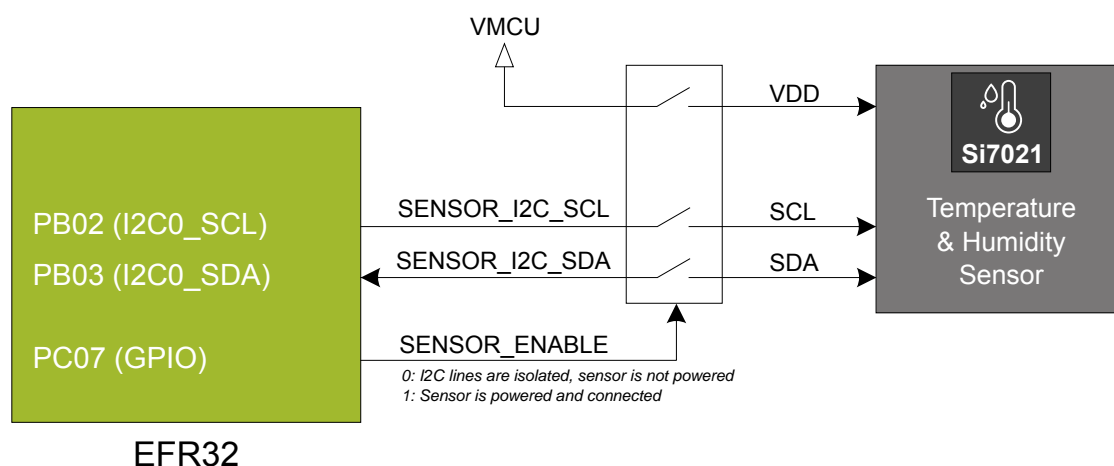 VMCU
VDD
Si7021
PB02 (I2C0_SCL)
SENSOR_I2C_SCL
SCL
Temperature
& Humidity
Sensor
PB03 (I2C0_SDA)
SENSOR_I2C_SDA
SDA
PC07 (GPIO)
SENSOR_ENABLE
0: I2C lines are isolated, sensor is not powered
1: Sensor is powered and connected
EFR32